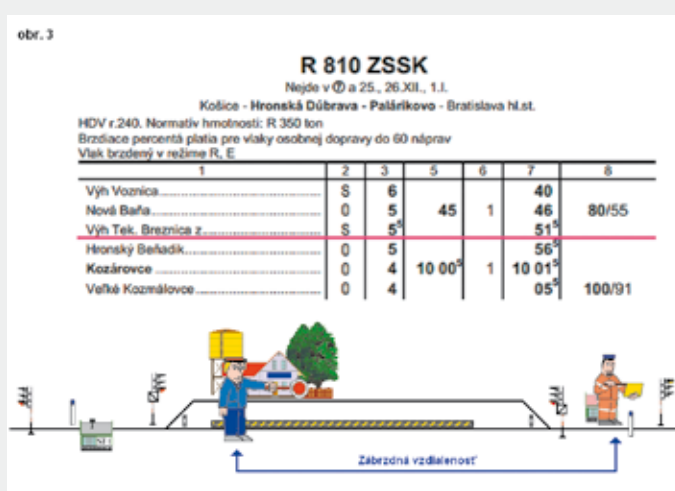 obr. 3
R 810 ZSSK
Nejde v ⑦ a 25., 26.XII., 1.I.
Košice - Hronská Dúbrava - Palárikovo - Bratislava hl.st.
HDV r.240. Normatív hmotnosti: R 350 ton
Brzdiace percentá platia pre vlaky osobnej dopravy do 60 náprav
Vlak brzdený v režime R, E
1 2 3 5 6 7 8
Výh Voznica S 6 40
Nová Baňa 0 5 45 1 46 80/55
Výh Tek. Breznica z S 5⁵ 51⁵
Hronský Beňadik 0 5 56⁵
Kozárovce 0 4 10 00⁵ 1 10 01⁵
Veľké Kozmálovce 0 4 05⁵ 100/91
Zábrzdná vzdialenosť